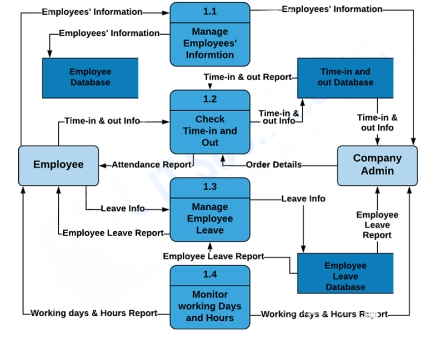 Employees' Information
1.1
Employees' Information
Employees' Information
Manage
Employees'
Informtion
Employee
Database
Time-in & out Report
Time-in and
out Database
1.2
Time-in & out Info
Check
Time-in and
Out
Time-in &
out Info
Time-in &
out Info
Employee
Attendance Report
Order Details
Company
Admin
1.3
Leave Info
Manage
Employee
Leave
Leave Info
Employee Leave Report
Employee
Leave
Report
Employee Leave Report
Employee
Leave
Database
1.4
Monitor
working Days
and Hours
Working days & Hours Report
Working days & Hours Report